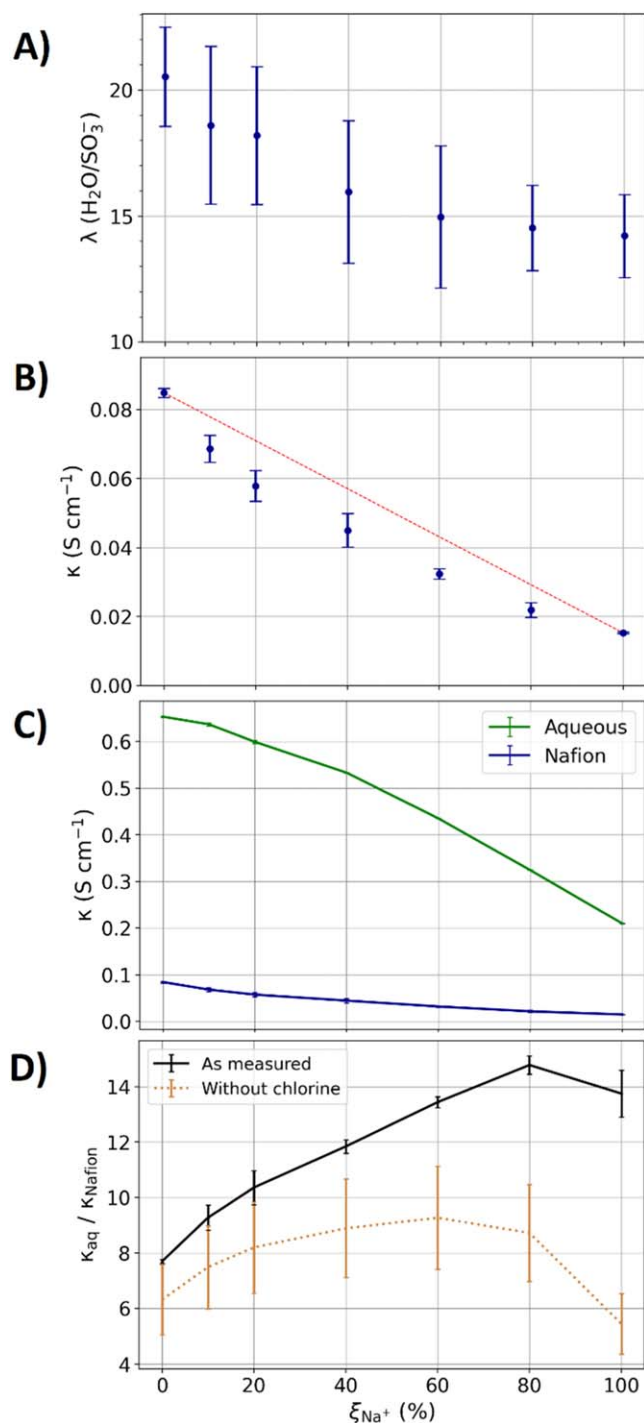 A)
λ (H₂O/SO₃⁻)
20
15
10
B)
κ (S cm⁻¹)
0.08
0.06
0.04
0.02
0.00
C)
κ (S cm⁻¹)
0.6
0.5
0.4
0.3
0.2
0.1
0.0
Aqueous
Nafion
D)
κaq / κNafion
14
12
10
8
6
4
As measured
Without chlorine
0 20 40 60 80 100
ξNa⁺ (%)